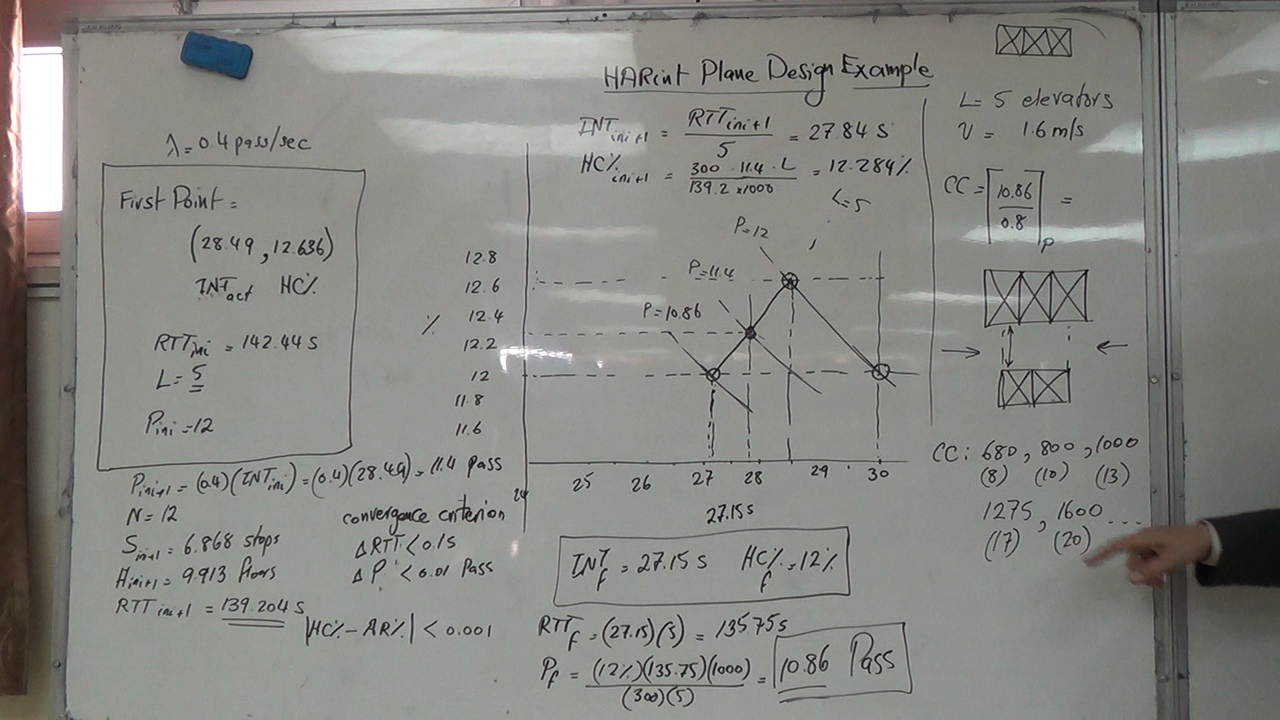 HARint Plane Design Example
λ = 0.4 pass/sec
First Point =
(28.49, 12.636)
INT_act HC%
RTT_ini = 142.44 S
L = 5
P_ini = 12
P_ini+1 = (0.4)(INT_ini) = (0.4)(28.49) = 11.4 pass
N = 12
S_ini+1 = 6.868 stops
H_ini+1 = 9.913 floors
RTT_ini+1 = 139.204 s
convergence criterion
Δ RTT < 0.1s
Δ P < 0.01 Pass
|HC% - AR%| < 0.001
INT_ini+1 = RTT_ini+1 / 5 = 27.84 S
HC%_ini+1 = 300 · 11.4 · L / 139.2 x 1000 = 12.284%
L=5
P=12
P=11.4
P=10.86
%
12.8
12.6
12.4
12.2
12
11.8
11.6
24 25 26 27 28 29 30
27.15 s
INT_f = 27.15 s HC%_f = 12%
RTT_f = (27.15)(5) = 135.75 s
P_f = (12%)(135.75)(1000) / (300)(5) = 10.86 Pass
L = 5 elevators
v = 1.6 m/s
CC = ⌈10.86 / 0.8⌉_P =
CC: 680, 800, 1000
(8) (10) (13)
1275, 1600 ...
(17) (20)